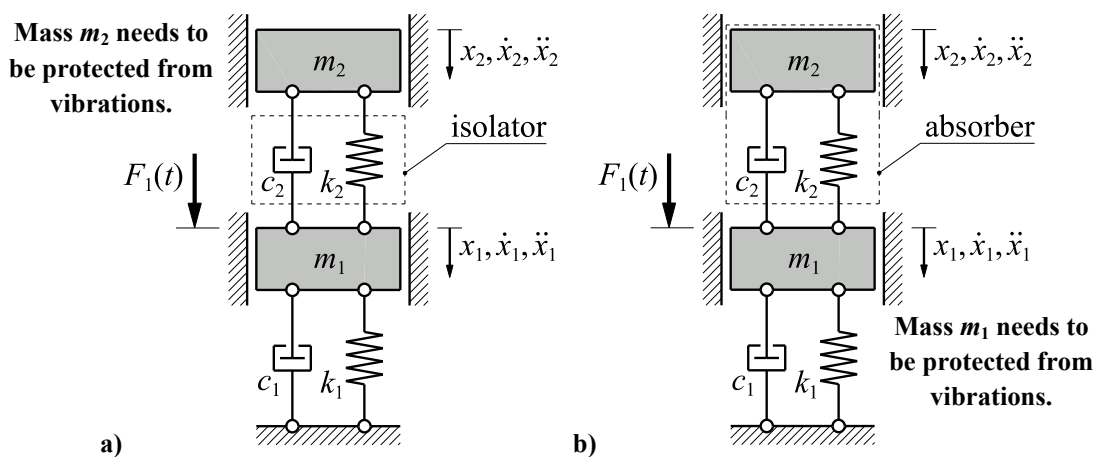 Mass m₂ needs to
be protected from
vibrations.
m₂
x₂, ẋ₂, ẍ₂
isolator
F₁(t)
c₂
k₂
m₁
x₁, ẋ₁, ẍ₁
c₁
k₁
a)
m₂
x₂, ẋ₂, ẍ₂
absorber
F₁(t)
c₂
k₂
m₁
x₁, ẋ₁, ẍ₁
Mass m₁ needs to
be protected from
vibrations.
c₁
k₁
b)